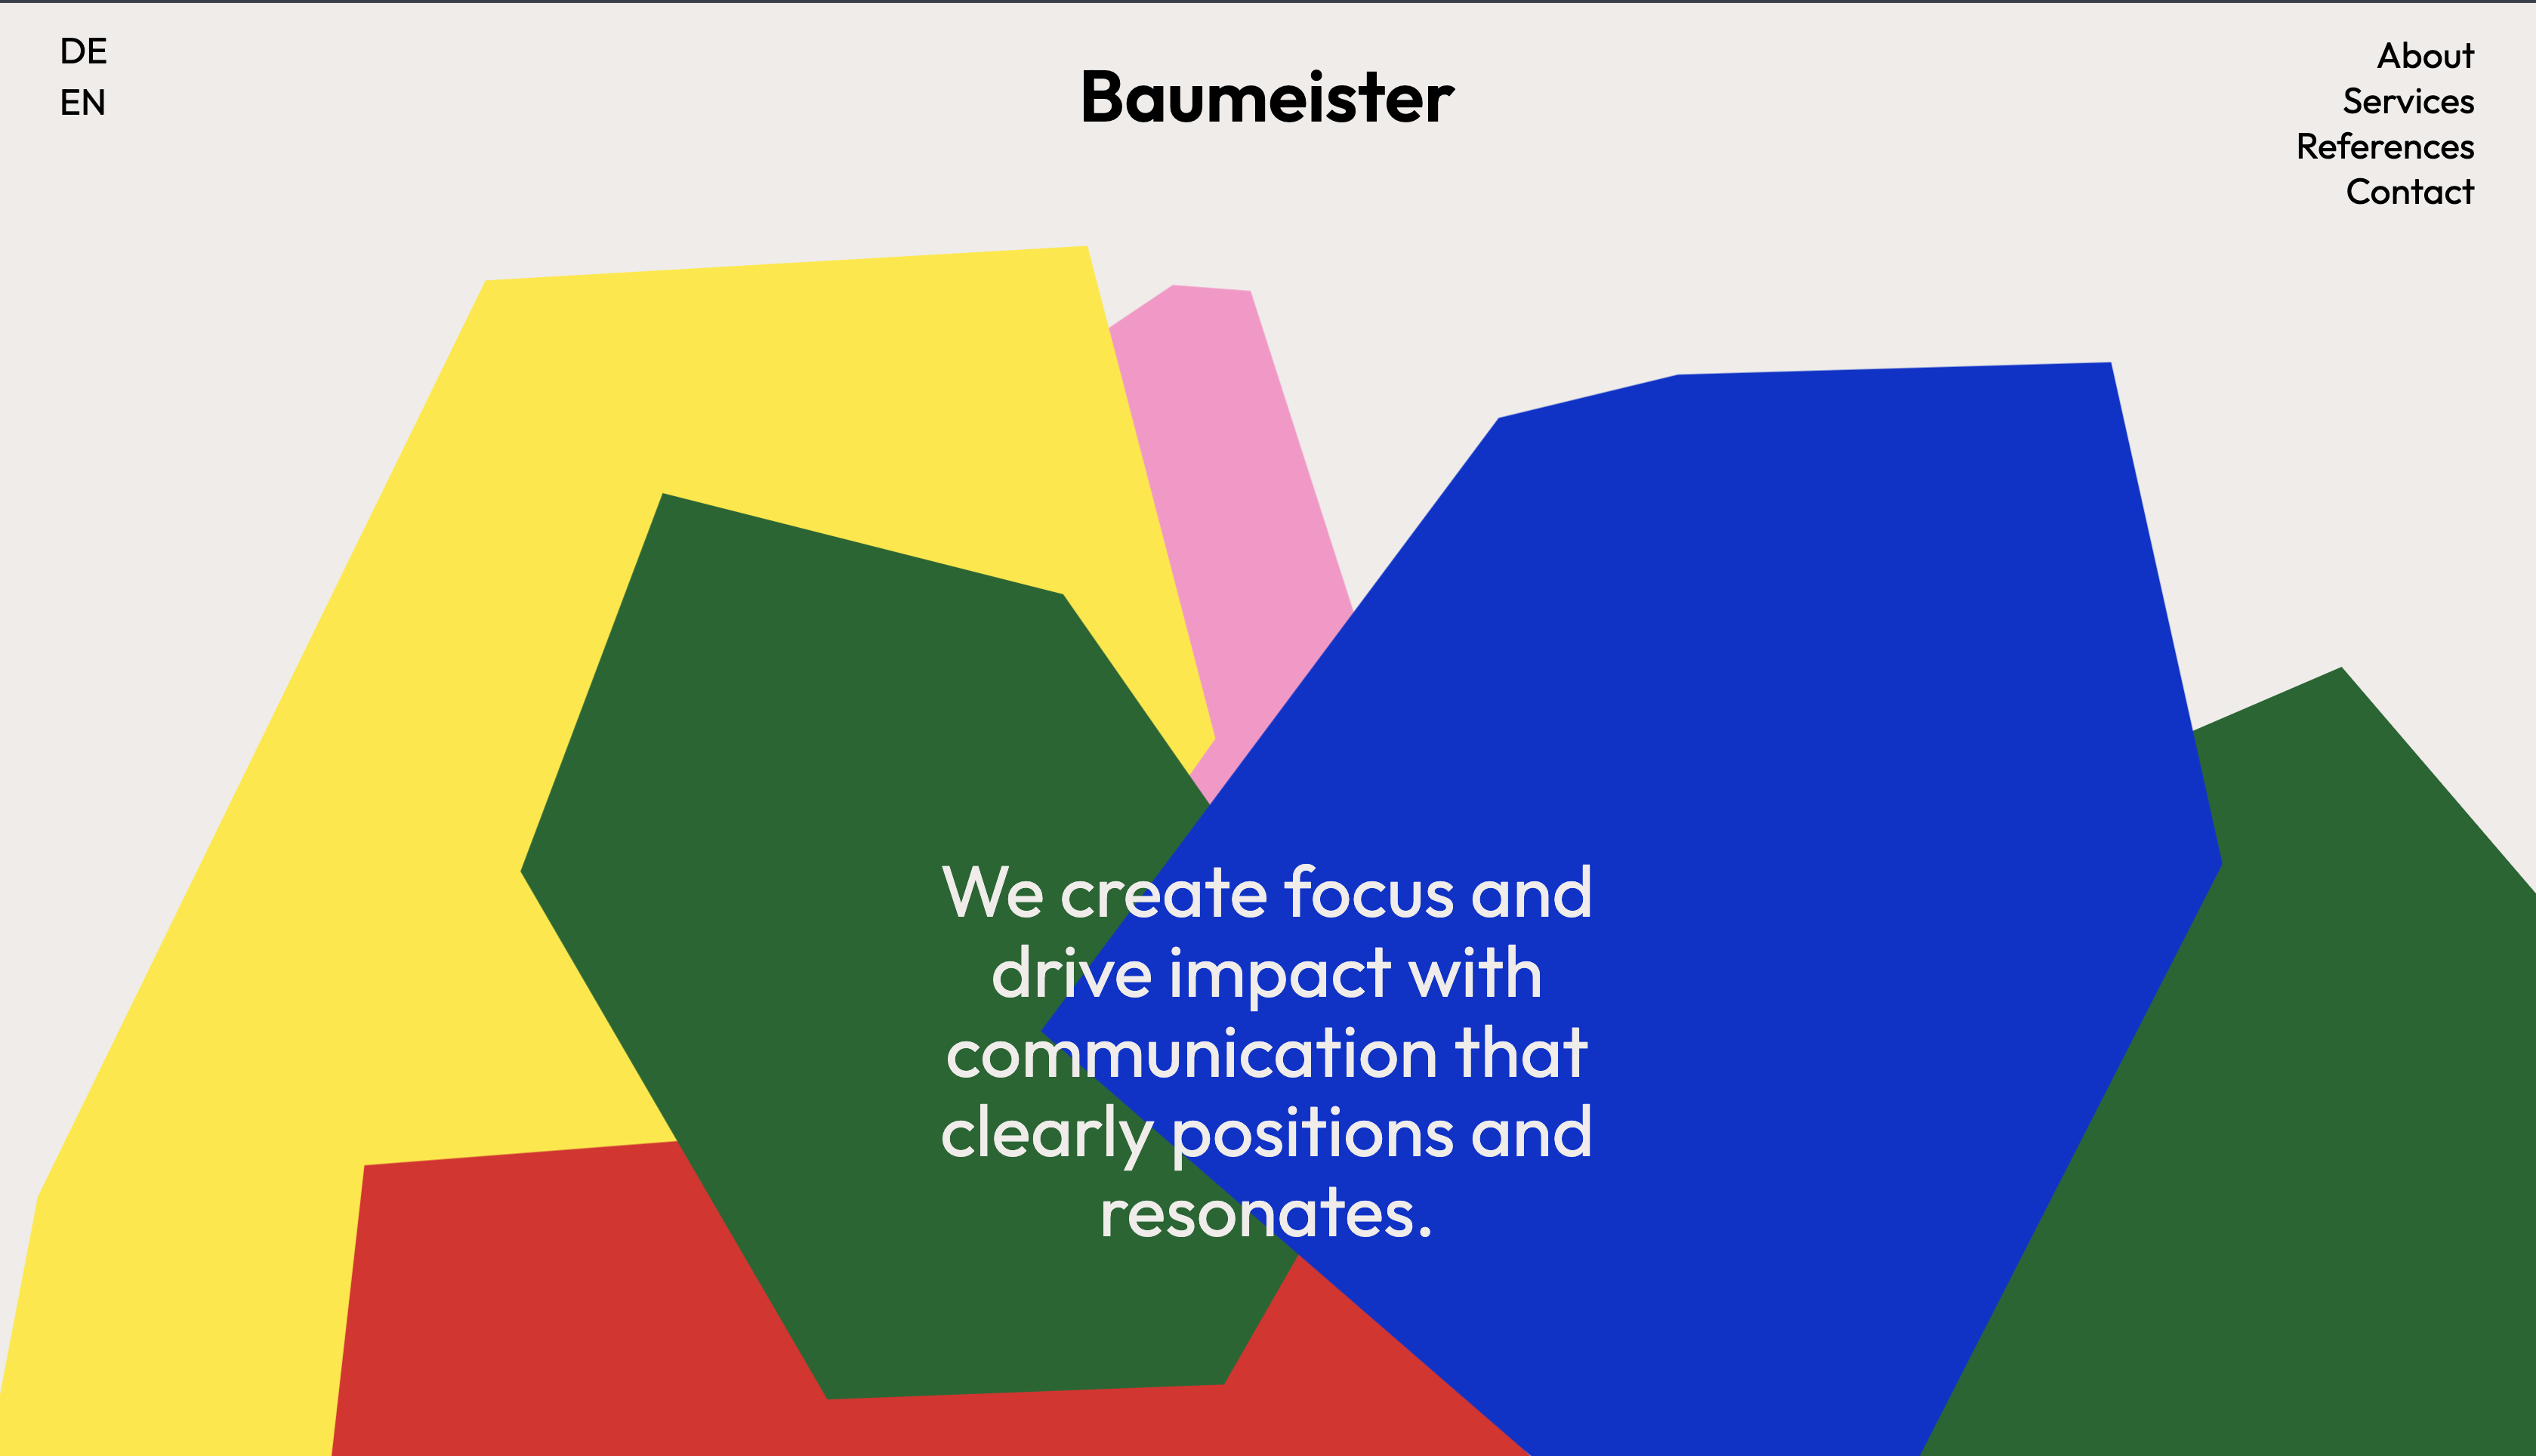 DE
EN
Baumeister
About
Services
References
Contact
We create focus and
drive impact with
communication that
clearly positions and
resonates.